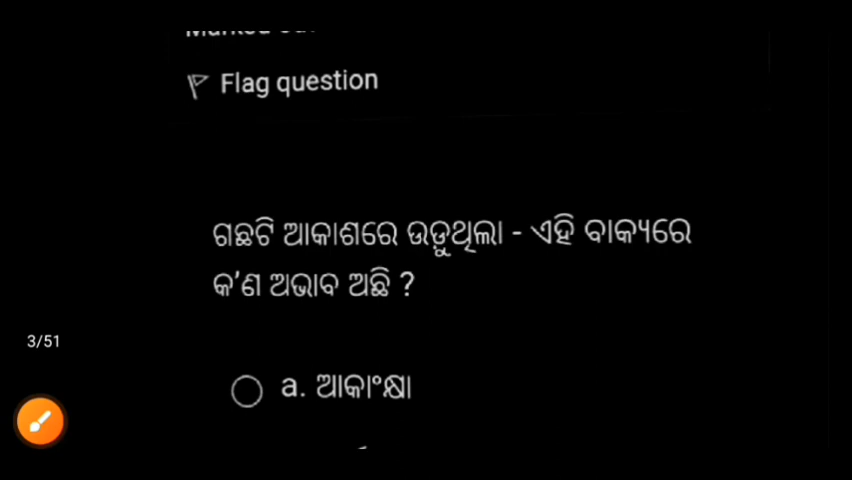 Flag question
ଗଛଟି ଆକାଶରେ ଉଡ଼ୁଥିଲା - ଏହି ବାକ୍ୟରେ
କ'ଣ ଅଭାବ ଅଛି ?
3/51
a. ଆକାଂକ୍ଷା